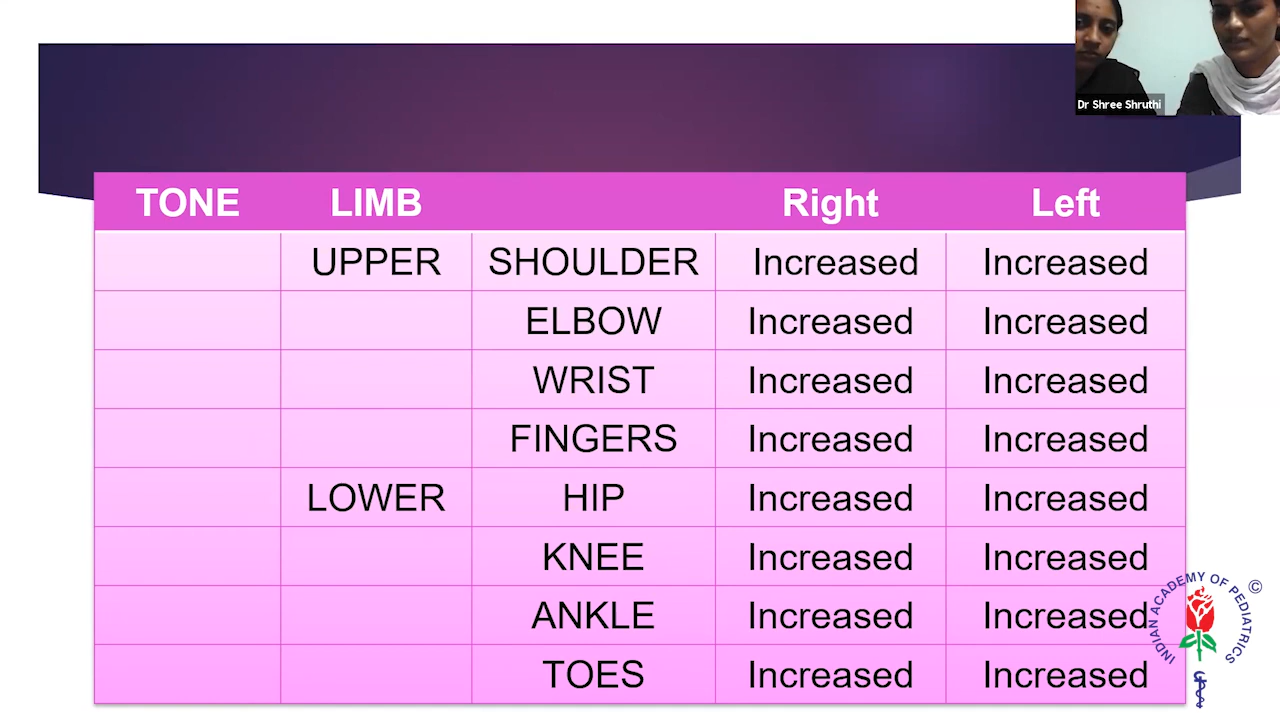 Dr Shree Shruthi
TONE LIMB Right Left
UPPER SHOULDER Increased Increased
ELBOW Increased Increased
WRIST Increased Increased
FINGERS Increased Increased
LOWER HIP Increased Increased
KNEE Increased Increased
ANKLE Increased Increased
TOES Increased Increased
INDIAN ACADEMY OF PEDIATRICS ©